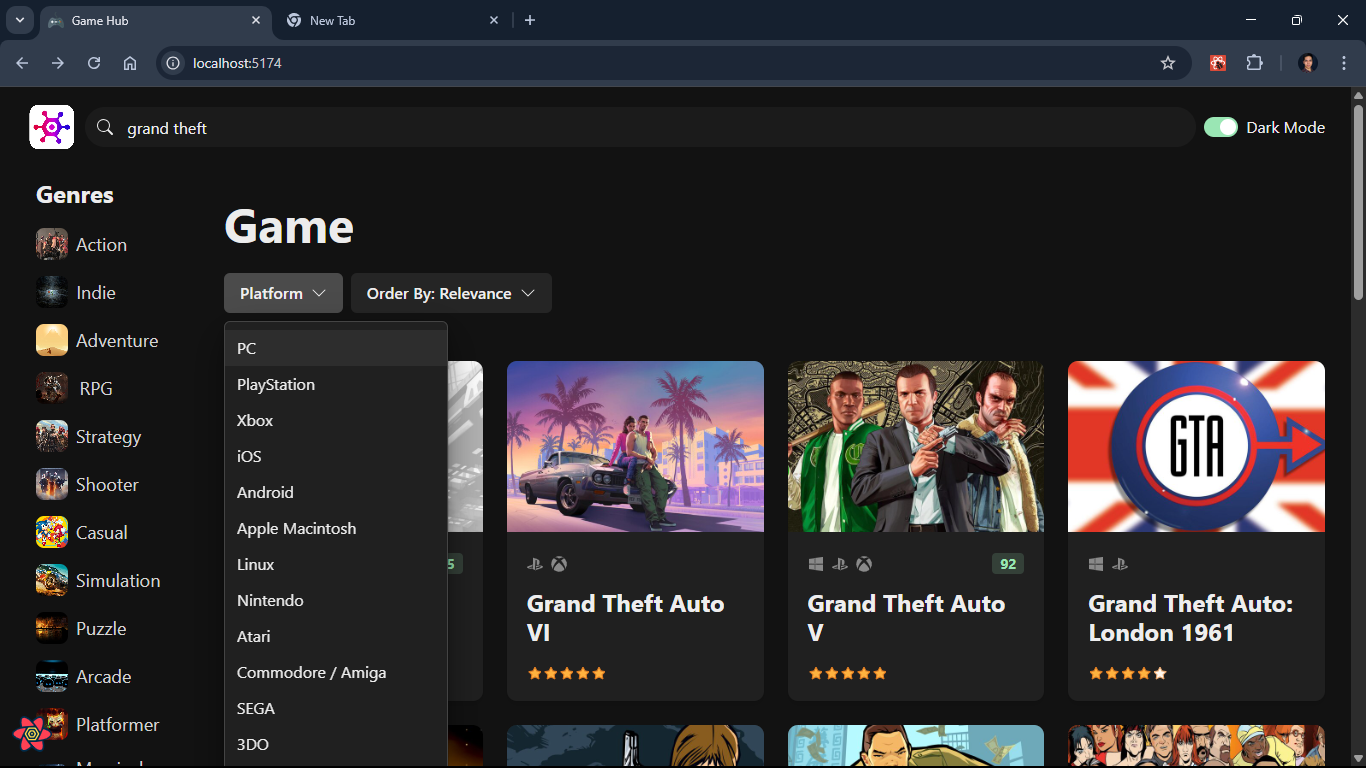 Game Hub
New Tab
localhost:5174
grand theft
Dark Mode
Genres
Action
Indie
Adventure
RPG
Strategy
Shooter
Casual
Simulation
Puzzle
Arcade
Platformer
Game
Platform
Order By: Relevance
PC
PlayStation
Xbox
iOS
Android
Apple Macintosh
Linux
Nintendo
Atari
Commodore / Amiga
SEGA
3DO
5
Grand Theft Auto
VI
92
Grand Theft Auto
V
GTA
Grand Theft Auto:
London 1961